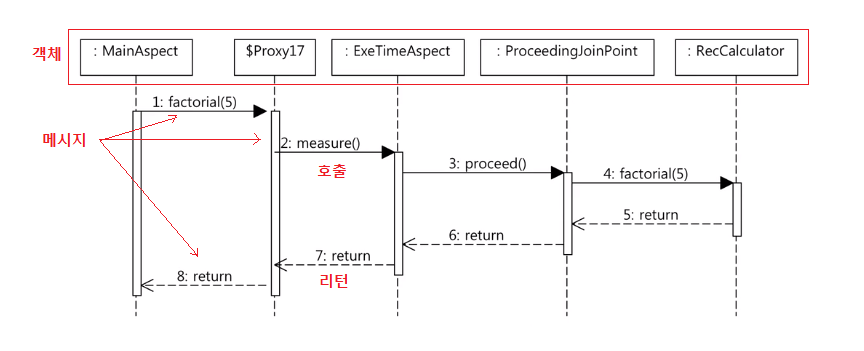 객체
: MainAspect
$Proxy17
: ExeTimeAspect
: ProceedingJoinPoint
: RecCalculator
1: factorial(5)
메시지
2: measure()
호출
3: proceed()
4: factorial(5)
5: return
6: return
7: return
리턴
8: return